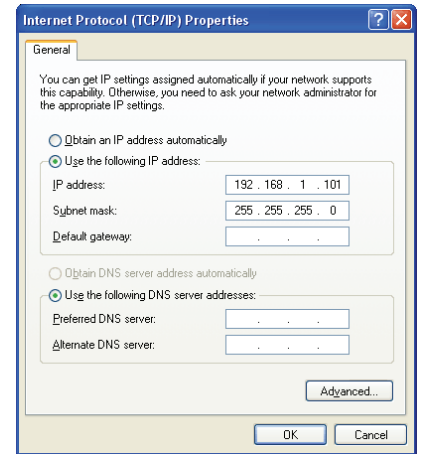 Internet Protocol (TCP/IP) Properties
General
You can get IP settings assigned automatically if your network supports
this capability. Otherwise, you need to ask your network administrator for
the appropriate IP settings.
Obtain an IP address automatically
Use the following IP address:
IP address: 192 . 168 . 1 . 101
Subnet mask: 255 . 255 . 255 . 0
Default gateway: . . .
Obtain DNS server address automatically
Use the following DNS server addresses:
Preferred DNS server: . . .
Alternate DNS server: . . .
Advanced...
OK Cancel